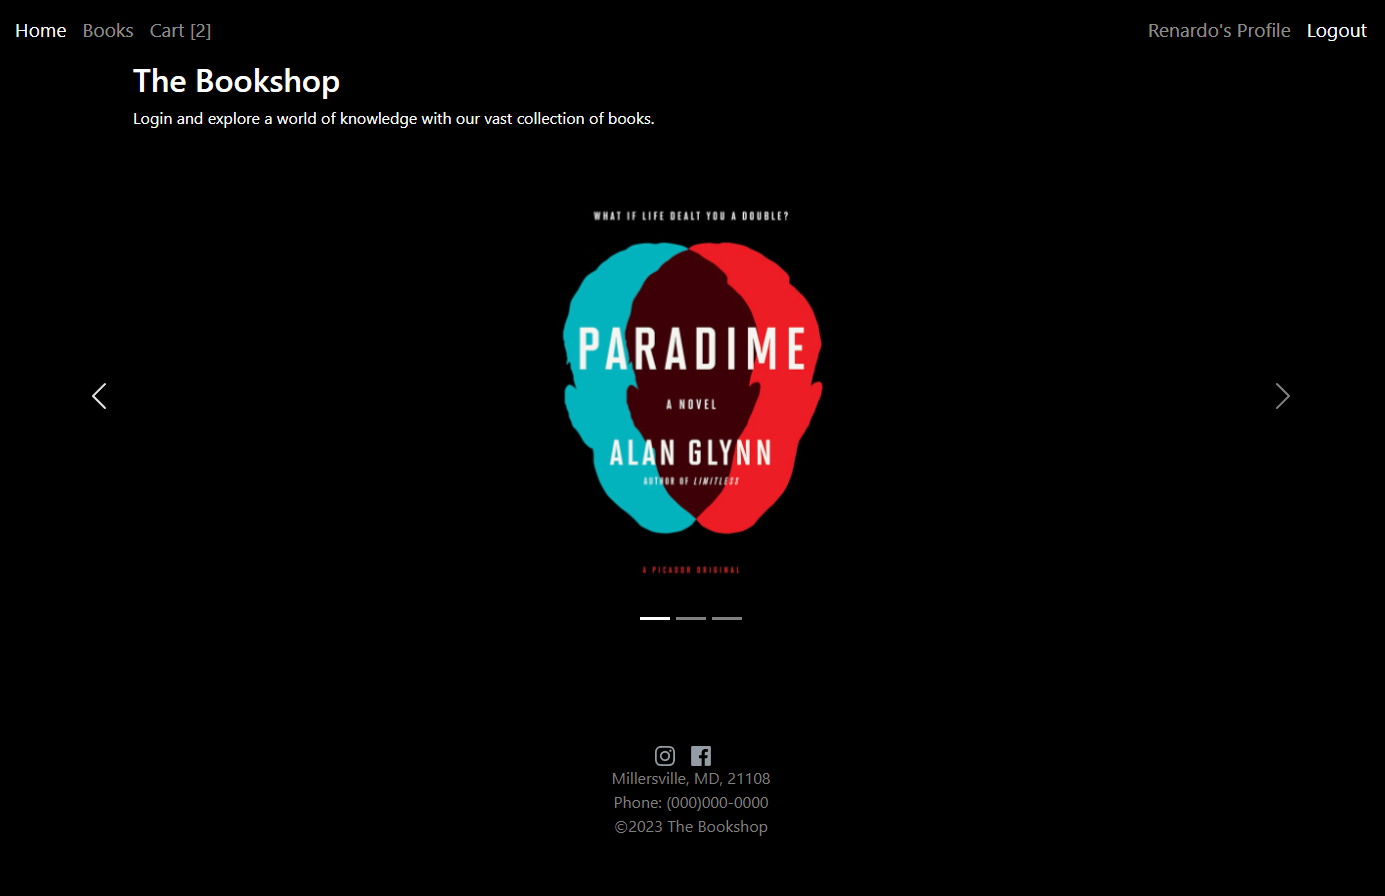 Home Books Cart [2] Renardo's Profile Logout
The Bookshop
Login and explore a world of knowledge with our vast collection of books.
WHAT IF LIFE DEALT YOU A DOUBLE?
PARADIME
A NOVEL
ALAN GLYNN
AUTHOR OF LIMITLESS
A PICADOR ORIGINAL
Millersville, MD, 21108
Phone: (000)000-0000
©2023 The Bookshop